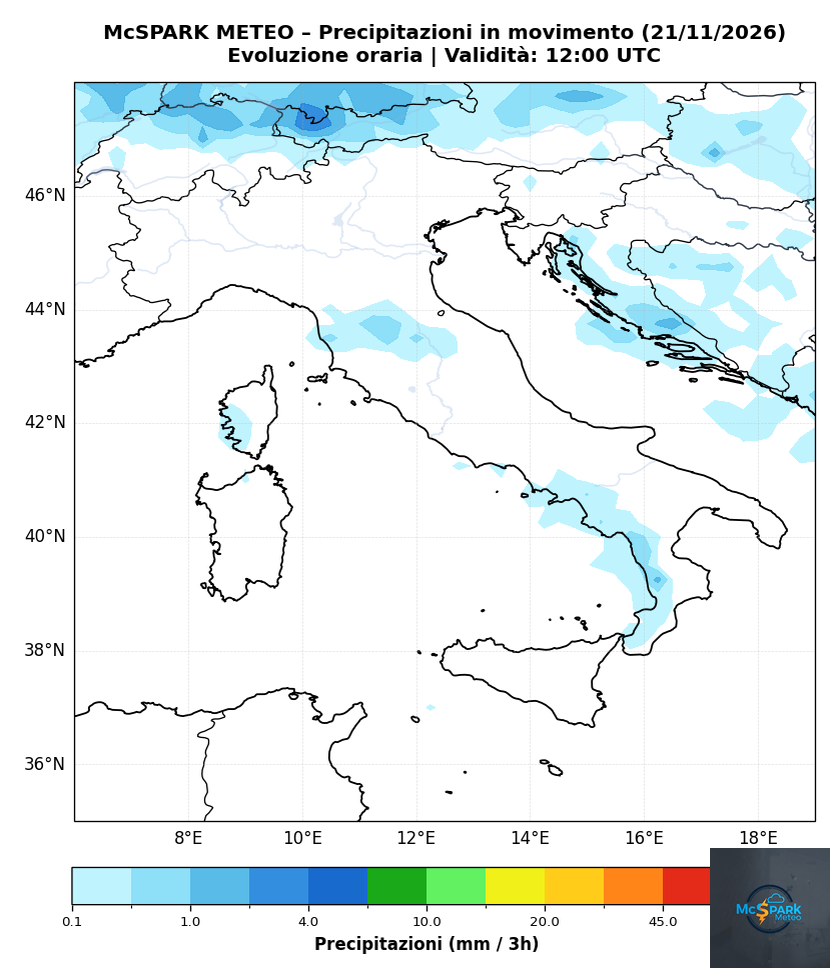 McSPARK METEO – Precipitazioni in movimento (21/11/2026)
Evoluzione oraria | Validità: 12:00 UTC
46°N
44°N
42°N
40°N
38°N
36°N
8°E 10°E 12°E 14°E 16°E 18°E
0.1 1.0 4.0 10.0 20.0 45.0
Precipitazioni (mm / 3h)
McSPARK
Meteo